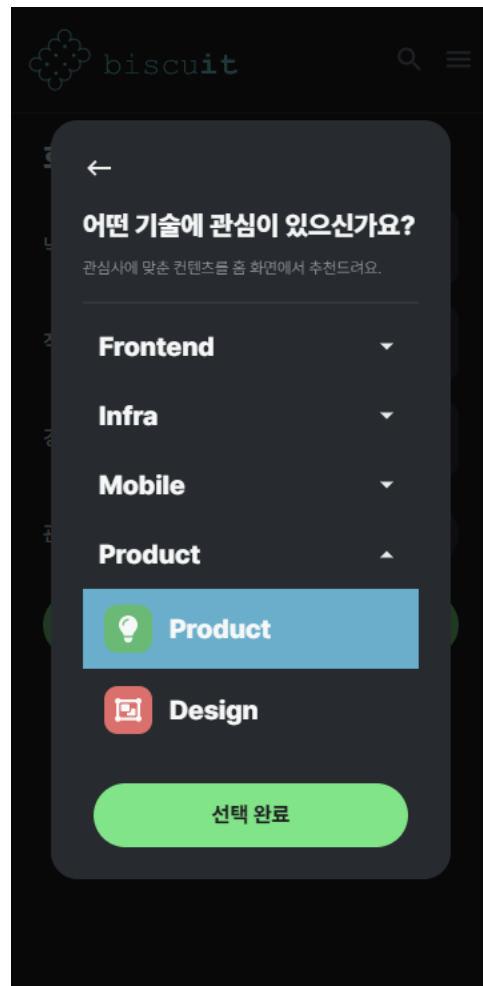 biscuit
어떤 기술에 관심이 있으신가요?
관심사에 맞춘 컨텐츠를 홈 화면에서 추천드려요.
Frontend
Infra
Mobile
Product
Product
Design
선택 완료